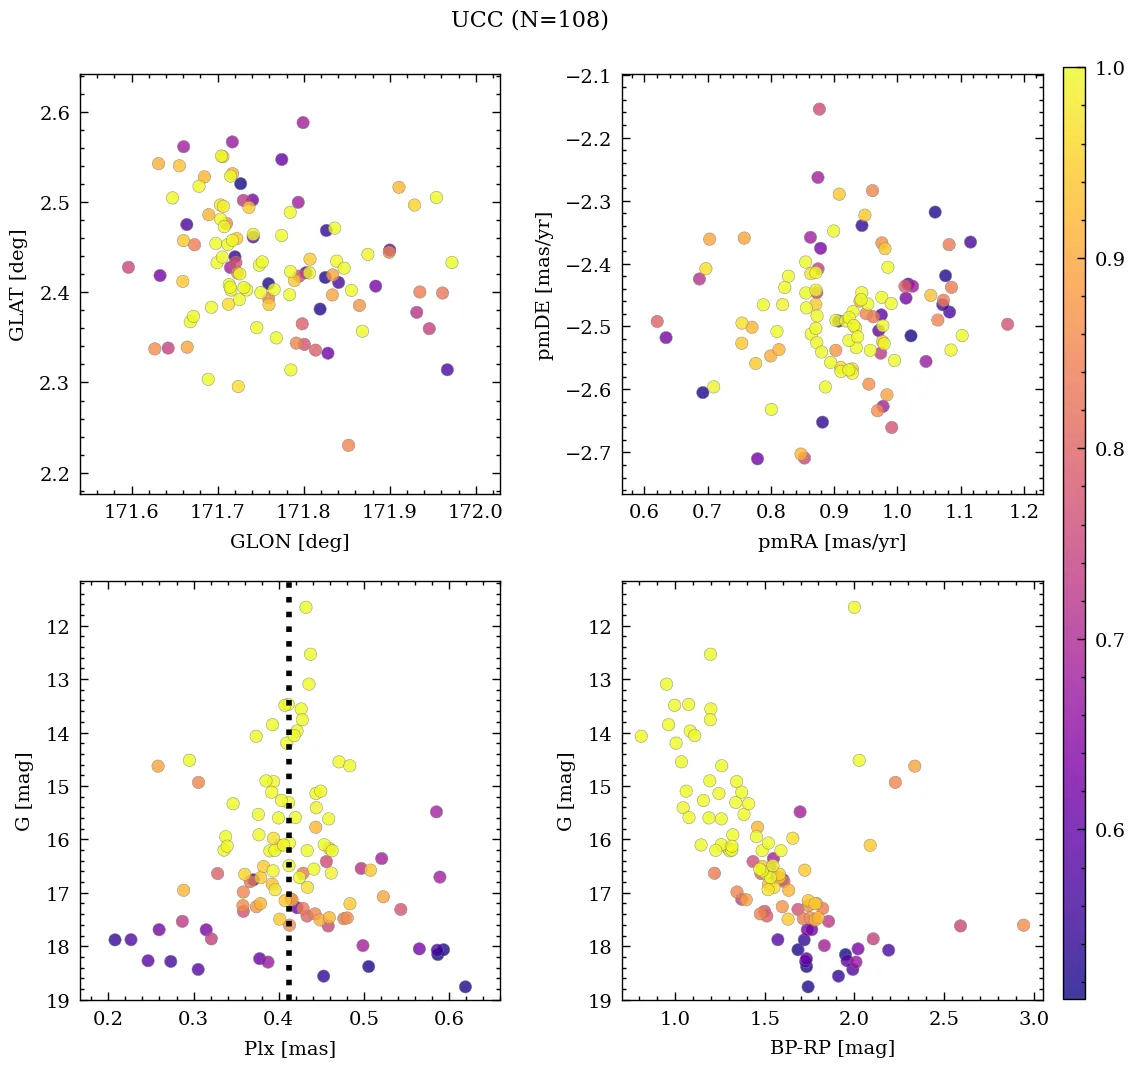 UCC (N=108)
2.6
2.5
2.4
2.3
2.2
GLAT [deg]
171.6 171.7 171.8 171.9 172.0
GLON [deg]
−2.1
−2.2
−2.3
−2.4
−2.5
−2.6
−2.7
pmDE [mas/yr]
0.6 0.7 0.8 0.9 1.0 1.1 1.2
pmRA [mas/yr]
12
13
14
15
16
17
18
19
G [mag]
0.2 0.3 0.4 0.5 0.6
Plx [mas]
12
13
14
15
16
17
18
19
G [mag]
1.0 1.5 2.0 2.5 3.0
BP-RP [mag]
1.0
0.9
0.8
0.7
0.6